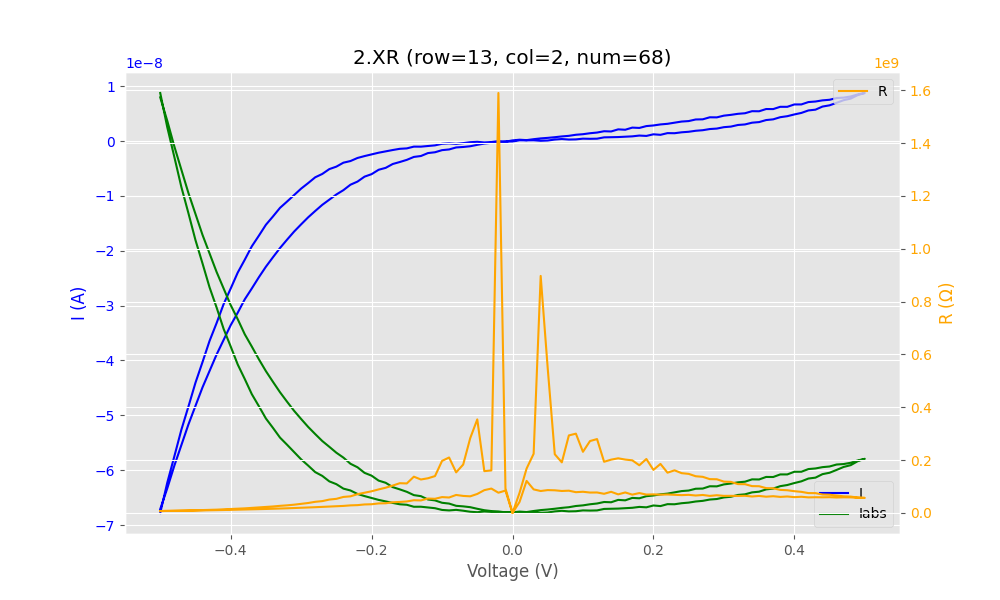 2.XR (row=13, col=2, num=68)
1e−8
1e9
1
0
−1
−2
−3
−4
−5
−6
−7
I (A)
1.6
1.4
1.2
1.0
0.8
0.6
0.4
0.2
0.0
R (Ω)
R
I
Iabs
−0.4
−0.2
0.0
0.2
0.4
Voltage (V)